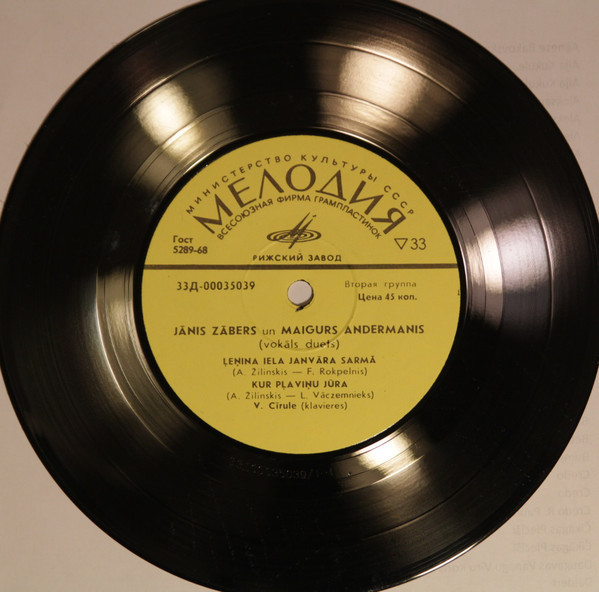 МИНИСТЕРСТВО КУЛЬТУРЫ СССР
МЕЛОДИЯ
ВСЕСОЮЗНАЯ ФИРМА ГРАМПЛАСТИНОК
Гост
5289-68
▽33
РИЖСКИЙ ЗАВОД
33Д-00035039
Вторая группа
Цена 45 коп.
JĀNIS ZĀBERS un MAIGURS ANDERMANIS
(vokāls duets)
ĻEŅINA IELA JANVĀRA SARMĀ
(A. Žilinskis — F. Rokpelnis)
KUR PĻAVIŅU JŪRA
(A. Žilinskis — L. Vāczemnieks)
V. Cīrule (klavieres)